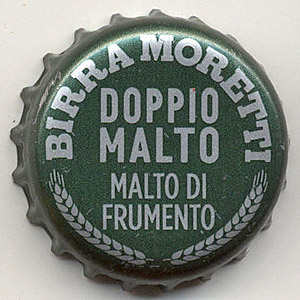 BIRRA MORETTI
DOPPIO
MALTO
MALTO DI
FRUMENTO